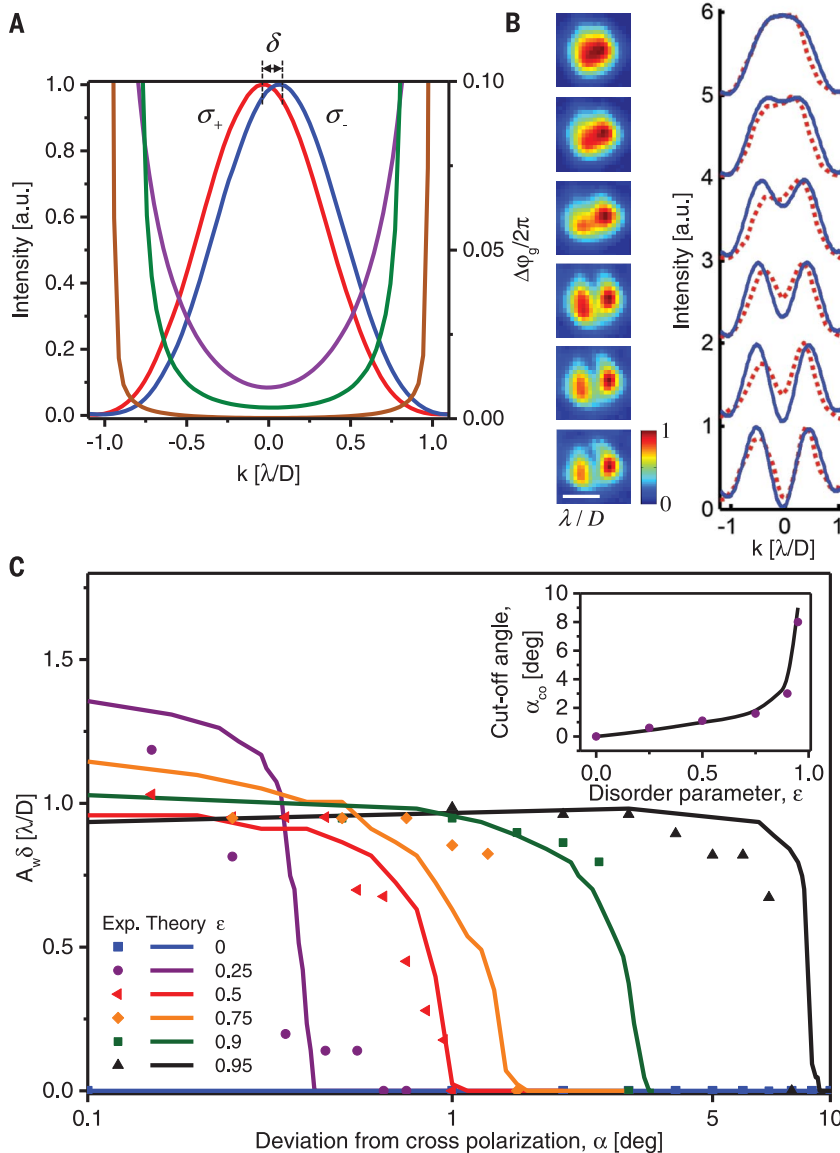 A
δ
σ+
σ-
1.0
0.8
0.6
0.4
0.2
0.0
Intensity [a.u.]
0.10
0.05
0.00
Δφg/2π
-1.0
-0.5
0.0
0.5
1.0
k [λ/D]
B
1
0
λ/D
6
5
4
3
2
1
0
Intensity [a.u.]
-1
0
1
k [λ/D]
C
1.5
1.0
0.5
0.0
Awδ [λ/D]
Cut-off angle,
αco [deg]
10
8
6
4
2
0
0.0
0.5
1.0
Disorder parameter, ε
Exp. Theory ε
0
0.25
0.5
0.75
0.9
0.95
0.1
1
5
10
Deviation from cross polarization, α [deg]